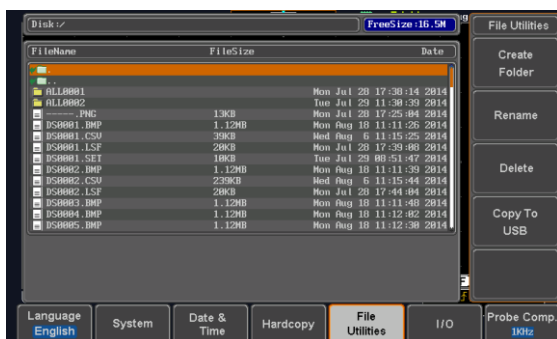 Disk:/ FreeSize:16.5M
FileName FileSize Date
.
..
ALL0001 Mon Jul 28 17:38:14 2014
ALL0002 Tue Jul 29 11:30:39 2014
-----.PNG 13KB Mon Jul 28 17:25:04 2014
DS0001.BMP 1.12MB Mon Aug 18 11:11:26 2014
DS0001.CSV 39KB Wed Aug 6 11:15:25 2014
DS0001.LSF 20KB Mon Jul 28 17:39:08 2014
DS0001.SET 10KB Tue Jul 29 08:51:47 2014
DS0002.BMP 1.12MB Mon Aug 18 11:11:39 2014
DS0002.CSV 239KB Wed Aug 6 11:15:44 2014
DS0002.LSF 20KB Mon Jul 28 17:44:04 2014
DS0003.BMP 1.12MB Mon Aug 18 11:11:48 2014
DS0004.BMP 1.12MB Mon Aug 18 11:12:02 2014
DS0005.BMP 1.12MB Mon Aug 18 11:12:30 2014
File Utilities
Create
Folder
Rename
Delete
Copy To
USB
Language
English
System
Date &
Time
Hardcopy
File
Utilities
I/O
Probe Comp.
1KHz